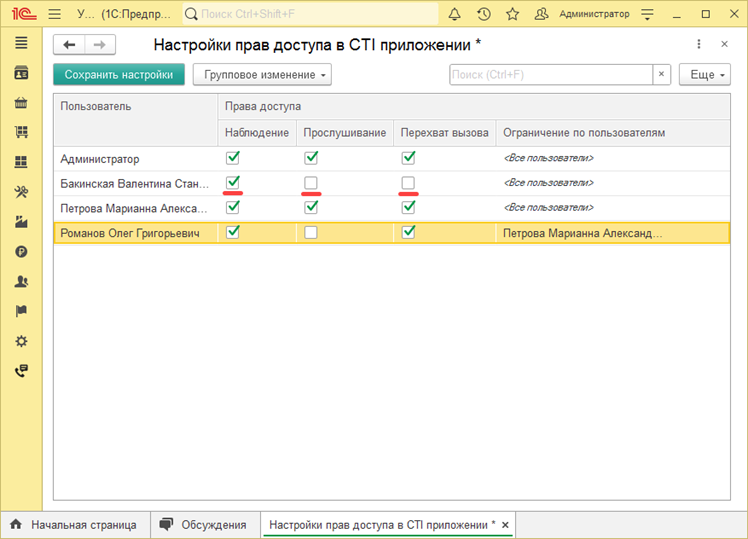 1С У... (1С:Предпр... Поиск Ctrl+Shift+F Администратор
Настройки прав доступа в CTI приложении *
Сохранить настройки Групповое изменение Поиск (Ctrl+F) × Еще
Пользователь Права доступа
Наблюдение Прослушивание Перехват вызова Ограничение по пользователям
Администратор <Все пользователи>
Бакинская Валентина Стан... <Все пользователи>
Петрова Марианна Алекса... <Все пользователи>
Романов Олег Григорьевич Петрова Марианна Александ...
Начальная страница Обсуждения Настройки прав доступа в CTI приложении * ×